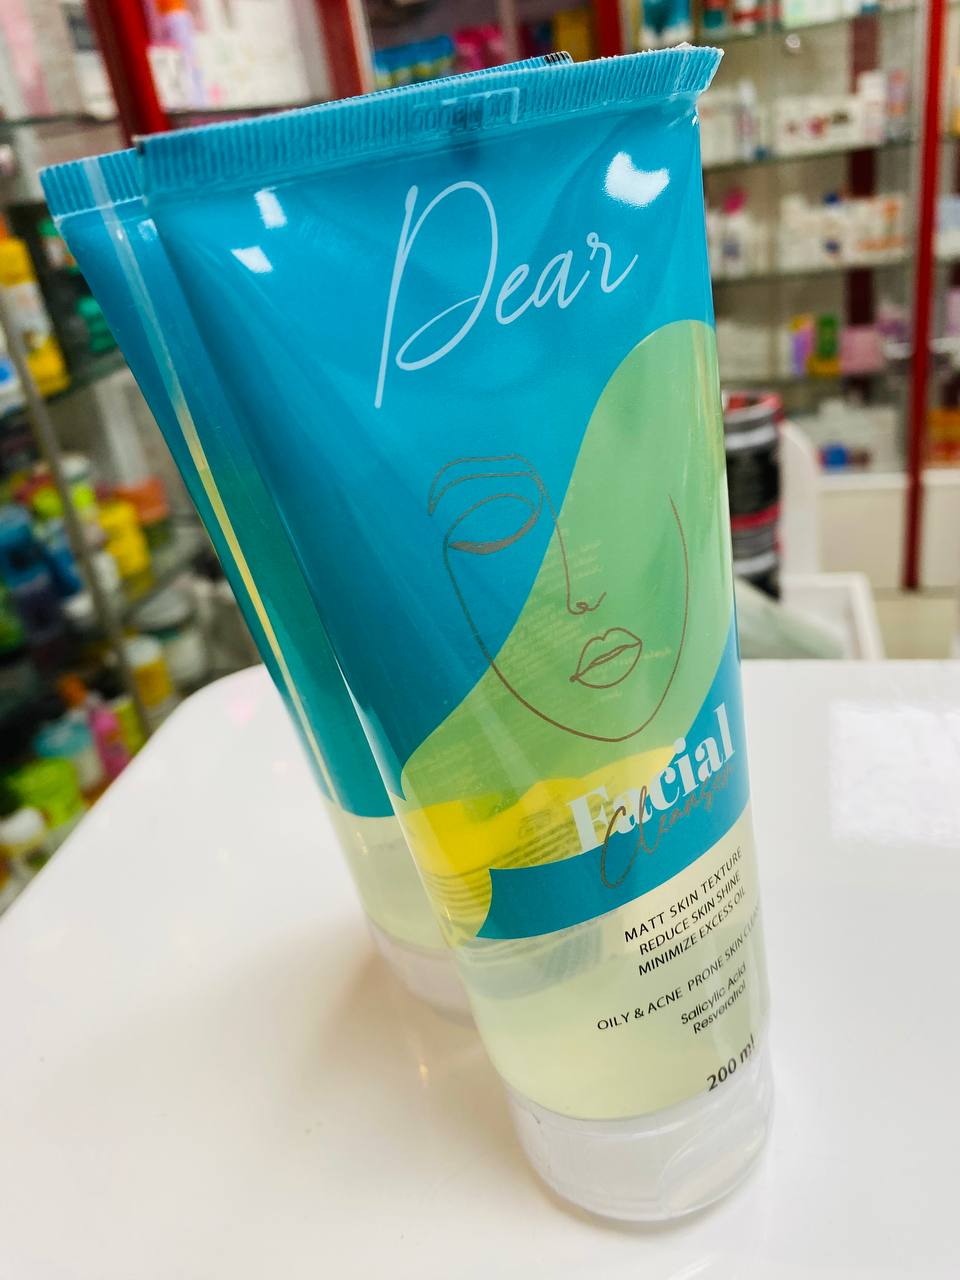 Dear
Facial
Cleanser
MATT SKIN TEXTURE
REDUCE SKIN SHINE
MINIMIZE EXCESS OIL
OILY & ACNE PRONE SKIN
Salicylic Acid
Resveratrol
200 ml